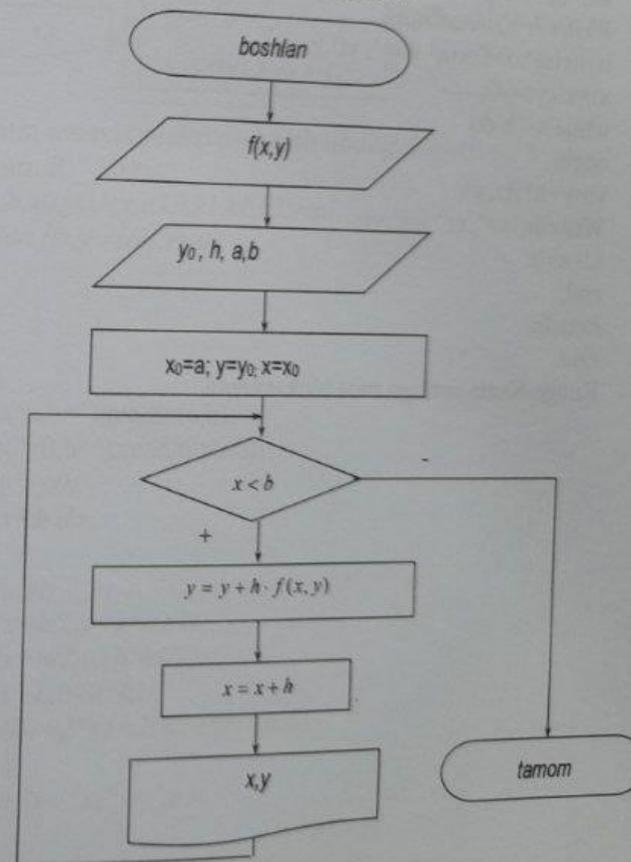 boshlan
f(x,y)
y₀, h, a,b
x₀=a; y=y₀; x=x₀
x < b
-
+
y = y + h · f(x, y)
x = x + h
x,y
tamom